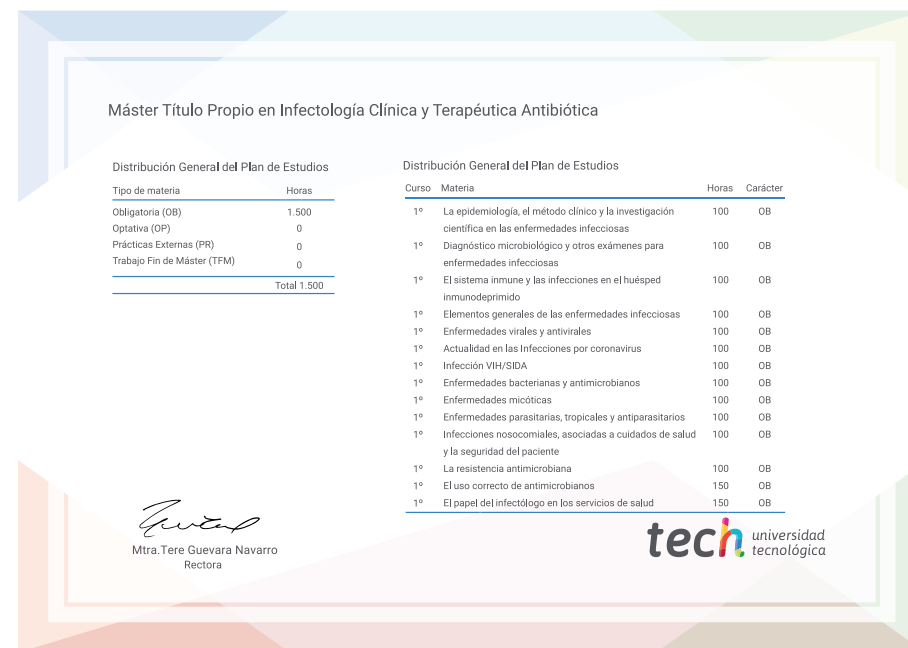 Máster Título Propio en Infectología Clínica y Terapéutica Antibiótica
Distribución General del Plan de Estudios
Tipo de materia Horas
Obligatoria (OB) 1.500
Optativa (OP) 0
Prácticas Externas (PR) 0
Trabajo Fin de Máster (TFM) 0
Total 1.500
Distribución General del Plan de Estudios
Curso Materia Horas Carácter
1º La epidemiología, el método clínico y la investigación 100 OB
científica en las enfermedades infecciosas
1º Diagnóstico microbiológico y otros exámenes para 100 OB
enfermedades infecciosas
1º El sistema inmune y las infecciones en el huésped 100 OB
inmunodeprimido
1º Elementos generales de las enfermedades infecciosas 100 OB
1º Enfermedades virales y antivirales 100 OB
1º Actualidad en las Infecciones por coronavirus 100 OB
1º Infección VIH/SIDA 100 OB
1º Enfermedades bacterianas y antimicrobianos 100 OB
1º Enfermedades micóticas 100 OB
1º Enfermedades parasitarias, tropicales y antiparasitarios 100 OB
1º Infecciones nosocomiales, asociadas a cuidados de salud 100 OB
y la seguridad del paciente
1º La resistencia antimicrobiana 100 OB
1º El uso correcto de antimicrobianos 150 OB
1º El papel del infectólogo en los servicios de salud 150 OB
Mtra.Tere Guevara Navarro
Rectora
tech universidad
tecnológica